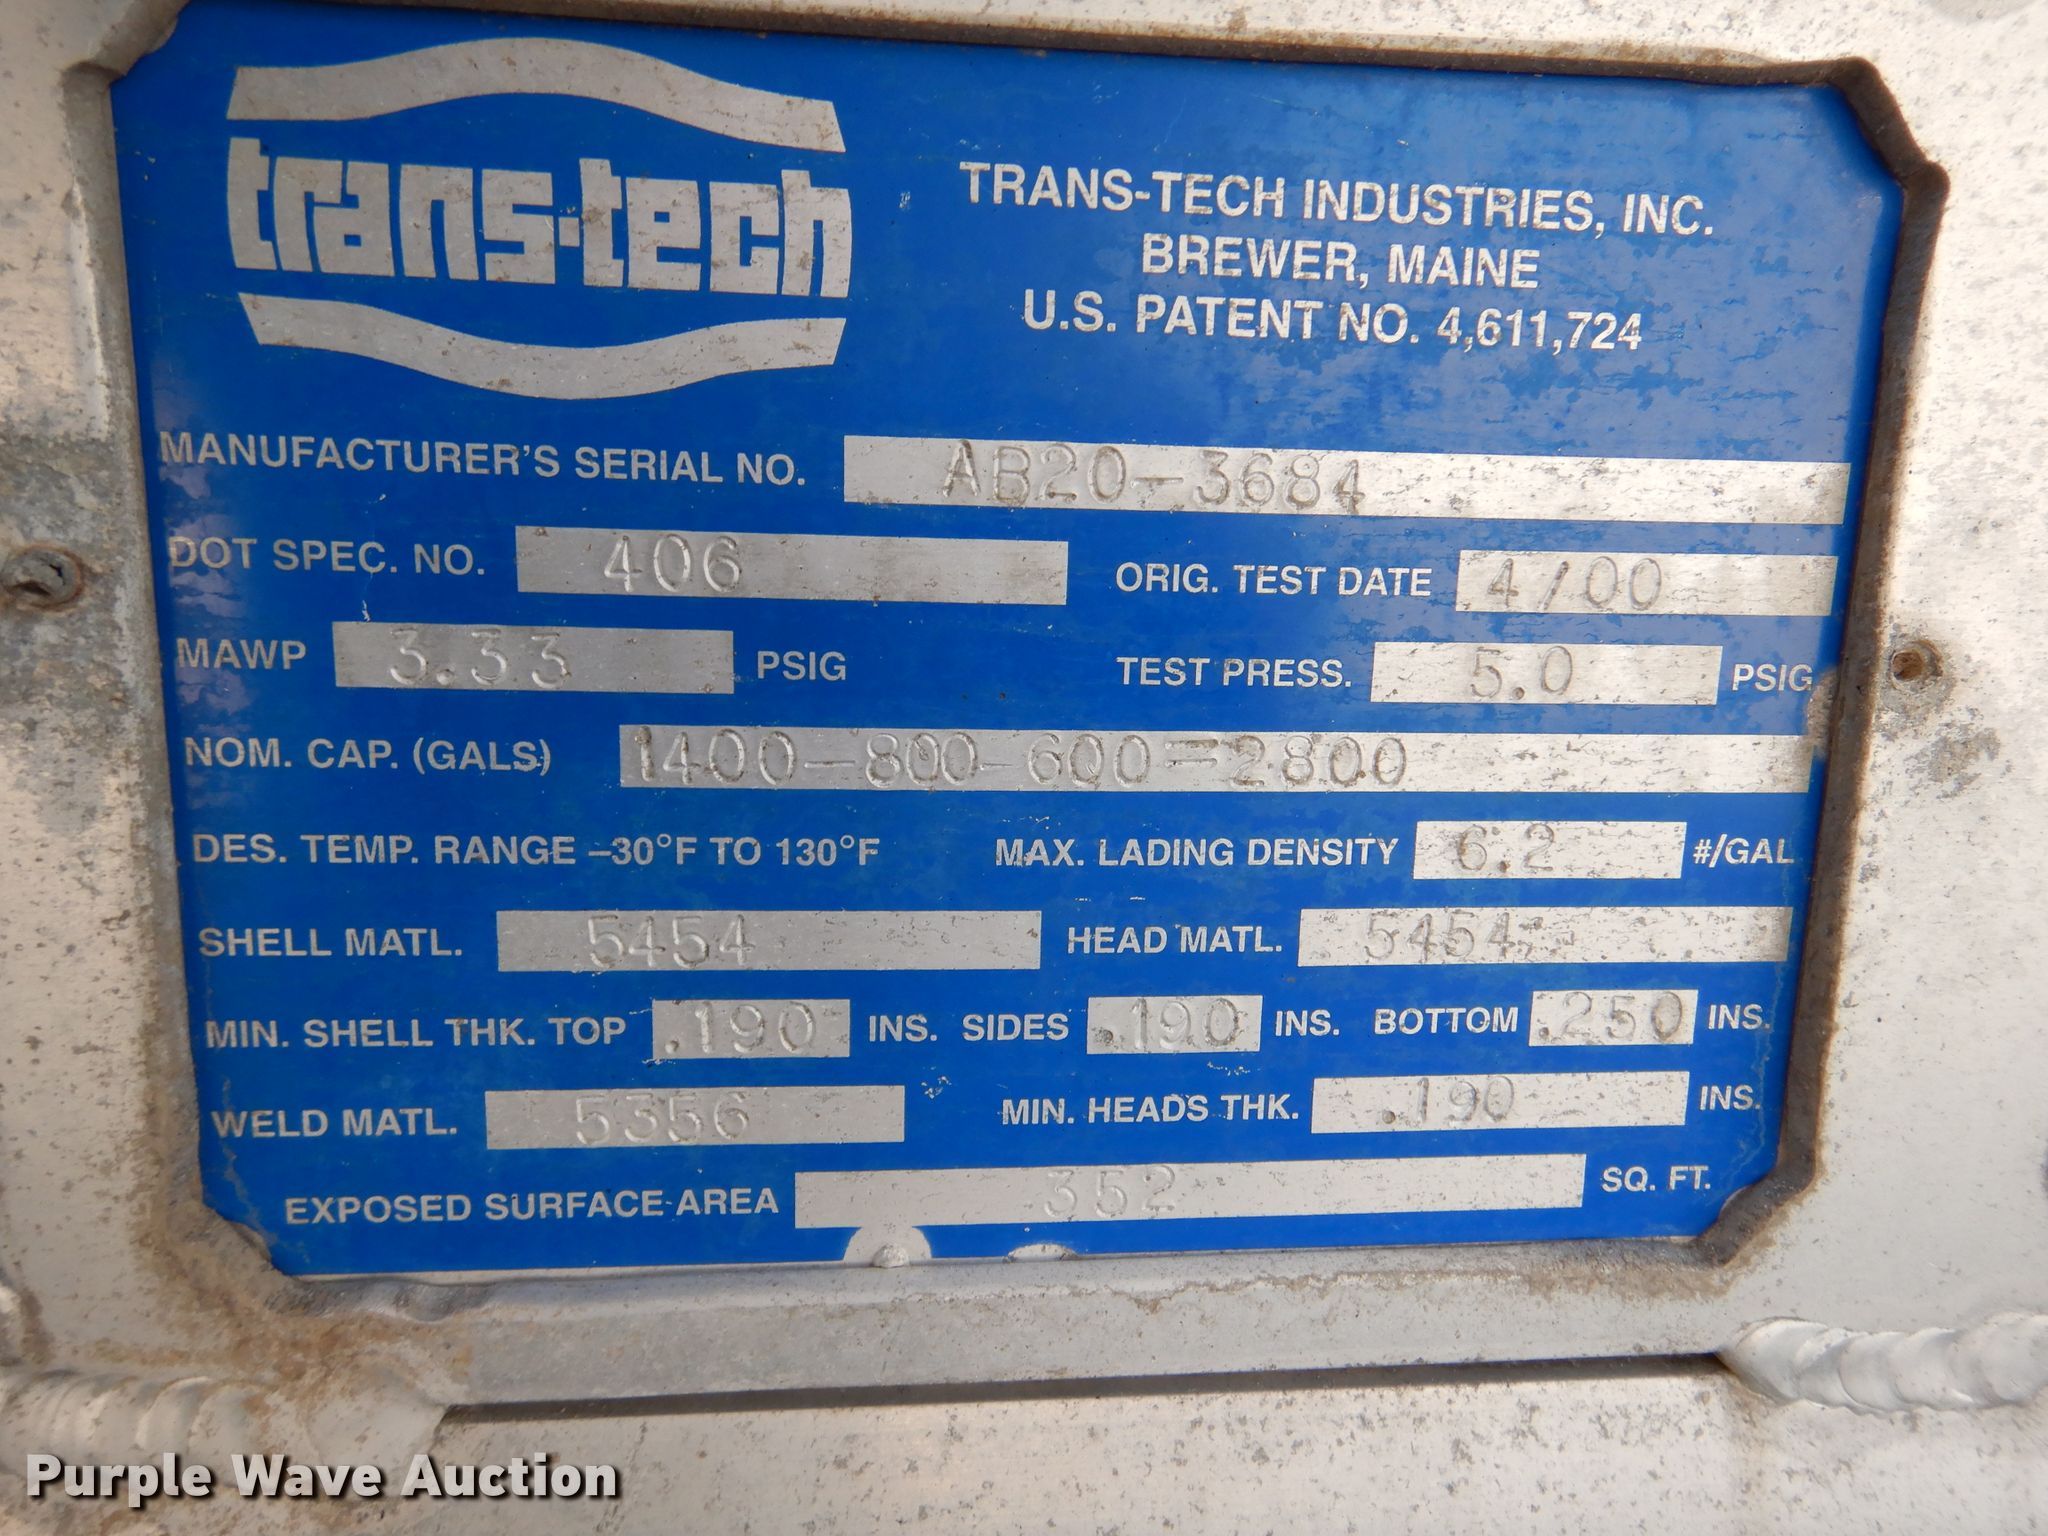 trans-tech
TRANS-TECH INDUSTRIES, INC.
BREWER, MAINE
U.S. PATENT NO. 4,611,724
MANUFACTURER'S SERIAL NO. AB20-3684
DOT SPEC. NO. 406 ORIG. TEST DATE 4/00
MAWP 3.33 PSIG TEST PRESS. 5.0 PSIG
NOM. CAP. (GALS) 1400-800-600=2800
DES. TEMP. RANGE –30°F TO 130°F MAX. LADING DENSITY 6.2 #/GAL
SHELL MATL. 5454 HEAD MATL. 5454
MIN. SHELL THK. TOP .190 INS. SIDES .190 INS. BOTTOM .250 INS.
WELD MATL. 5356 MIN. HEADS THK. .190 INS.
EXPOSED SURFACE AREA 352 SQ. FT.
Purple Wave Auction